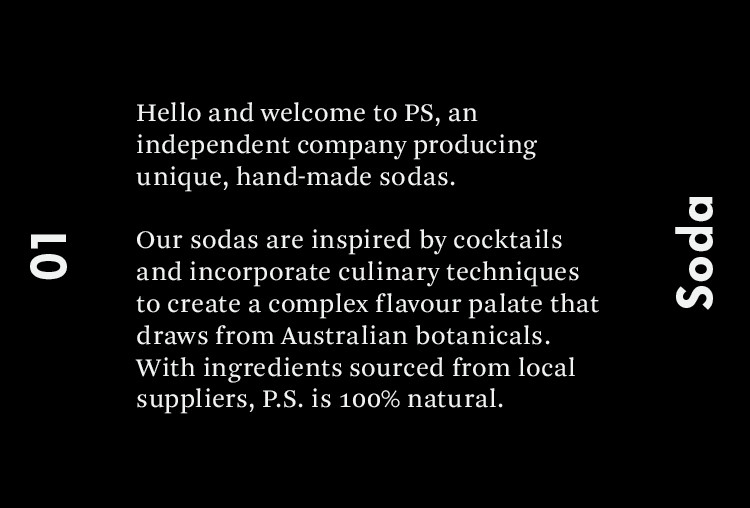 01
Hello and welcome to PS, an
independent company producing
unique, hand-made sodas.
Our sodas are inspired by cocktails
and incorporate culinary techniques
to create a complex flavour palate that
draws from Australian botanicals.
With ingredients sourced from local
suppliers, P.S. is 100% natural.
Soda